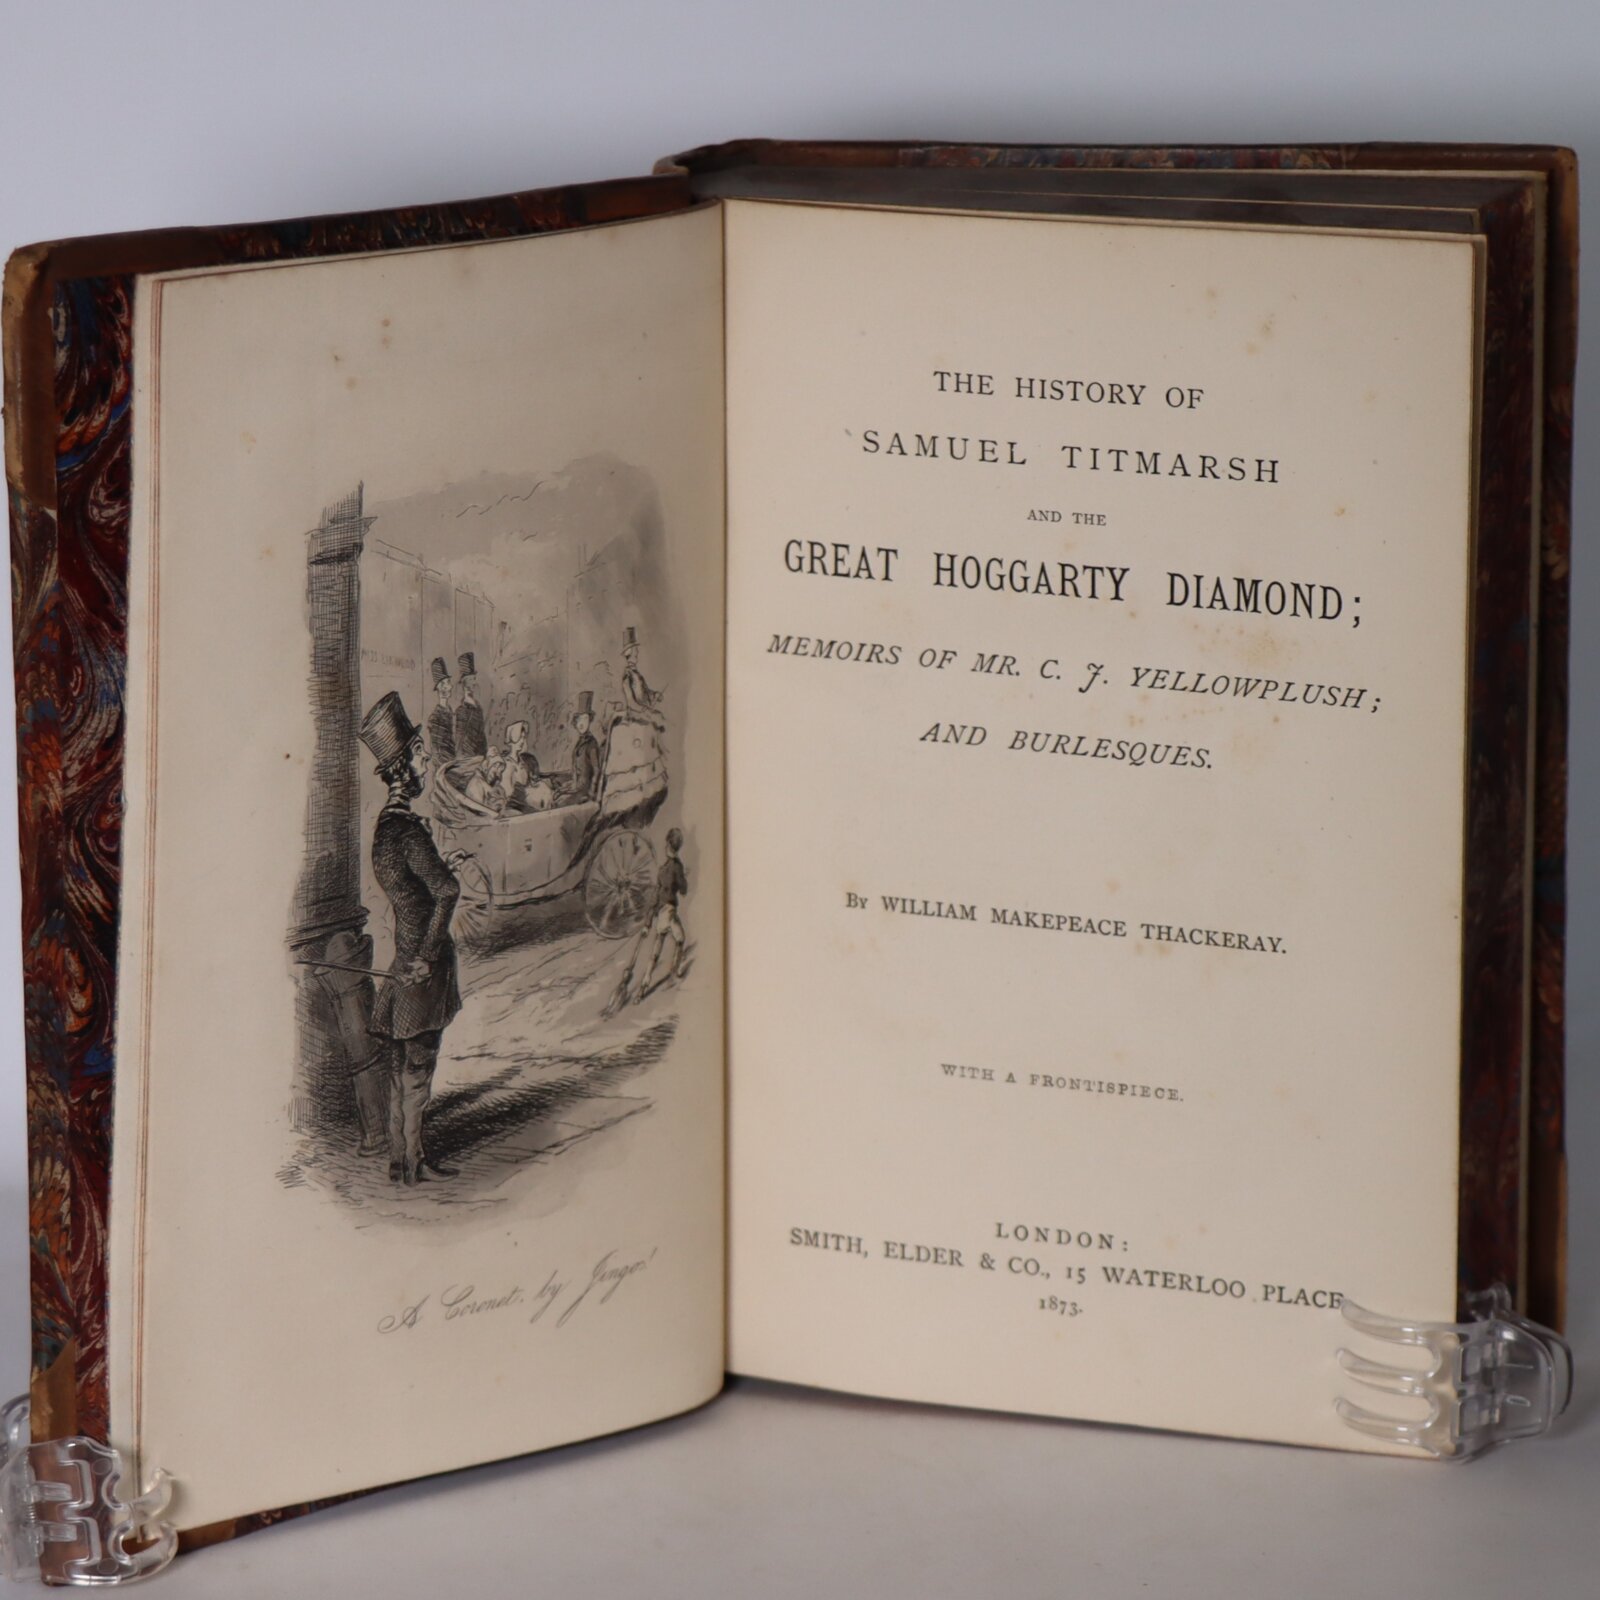 A Coronet, by Jingo!
THE HISTORY OF
SAMUEL TITMARSH
AND THE
GREAT HOGGARTY DIAMOND;
MEMOIRS OF MR. C. J. YELLOWPLUSH;
AND BURLESQUES.
By WILLIAM MAKEPEACE THACKERAY.
WITH A FRONTISPIECE.
LONDON:
SMITH, ELDER & CO., 15 WATERLOO PLACE.
1873.